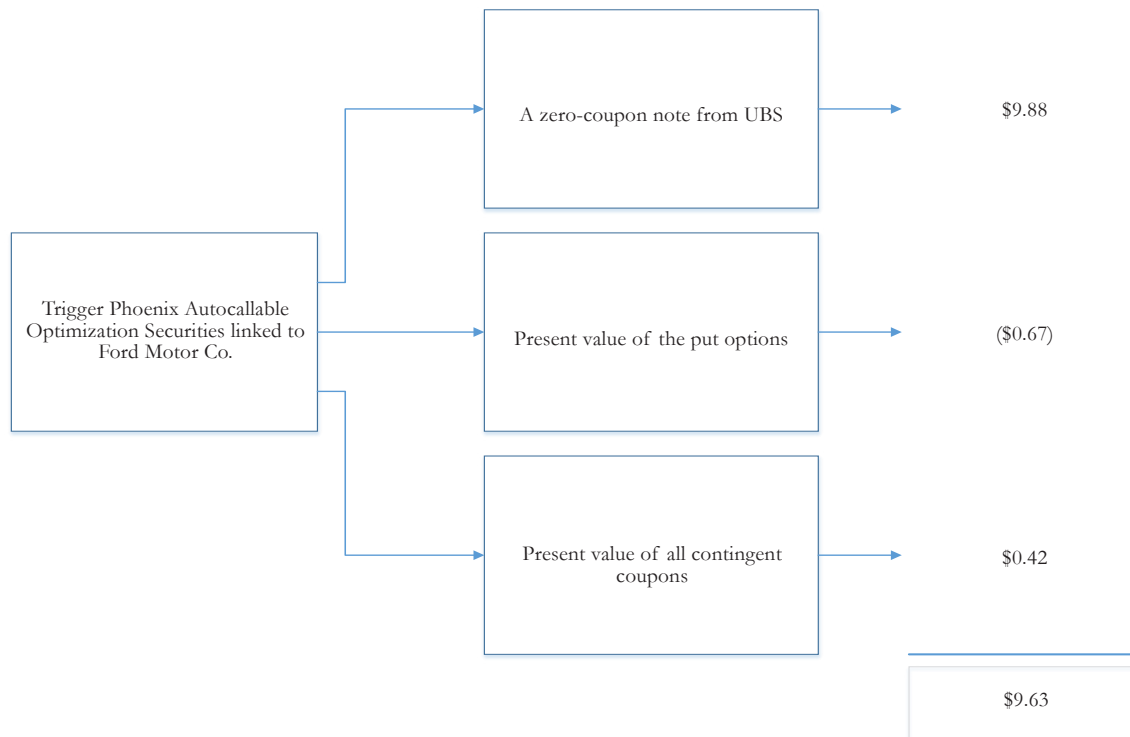 A zero-coupon note from UBS
$9.88
Trigger Phoenix Autocallable
Optimization Securities linked to
Ford Motor Co.
Present value of the put options
($0.67)
Present value of all contingent
coupons
$0.42
$9.63